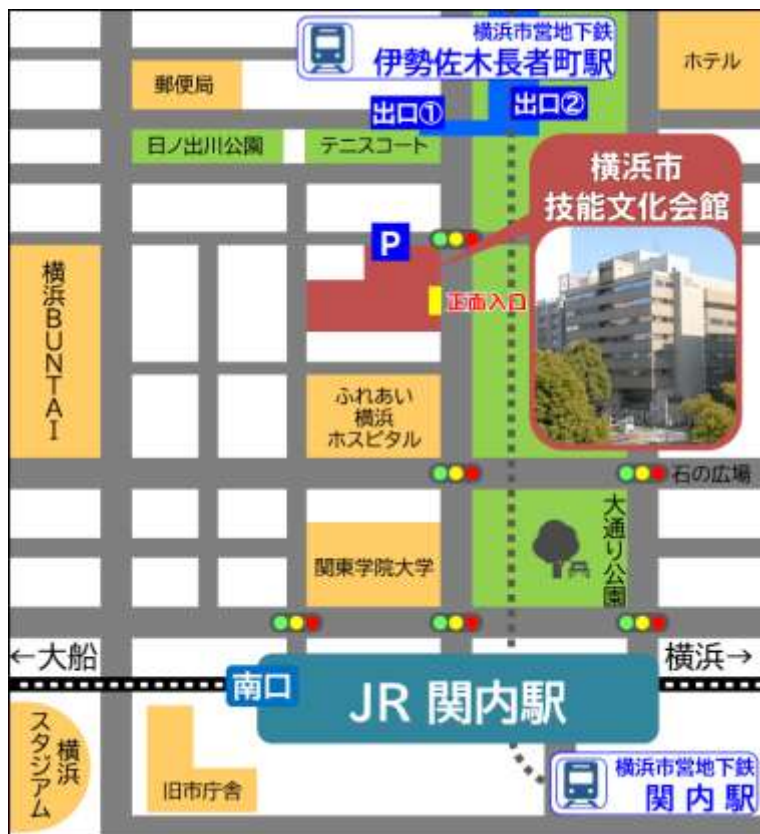 横浜市営地下鉄
伊勢佐木長者町駅
ホテル
郵便局
出口①
出口②
日ノ出川公園
テニスコート
横浜市
技能文化会館
P
正面入口
横浜BUNTAI
ふれあい
横浜
ホスピタル
石の広場
大通り公園
関東学院大学
←大船
横浜→
南口
JR 関内駅
横浜
スタジアム
旧市庁舎
横浜市営地下鉄
関内駅